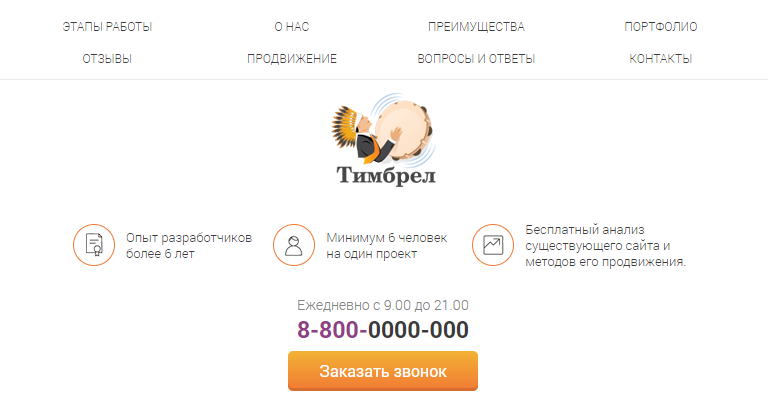 ЭТАПЫ РАБОТЫ О НАС ПРЕИМУЩЕСТВА ПОРТФОЛИО
ОТЗЫВЫ ПРОДВИЖЕНИЕ ВОПРОСЫ И ОТВЕТЫ КОНТАКТЫ
Тимбрел
Опыт разработчиков
более 6 лет
Минимум 6 человек
на один проект
Бесплатный анализ
существующего сайта и
методов его продвижения.
Ежедневно с 9.00 до 21.00
8-800-0000-000
Заказать звонок